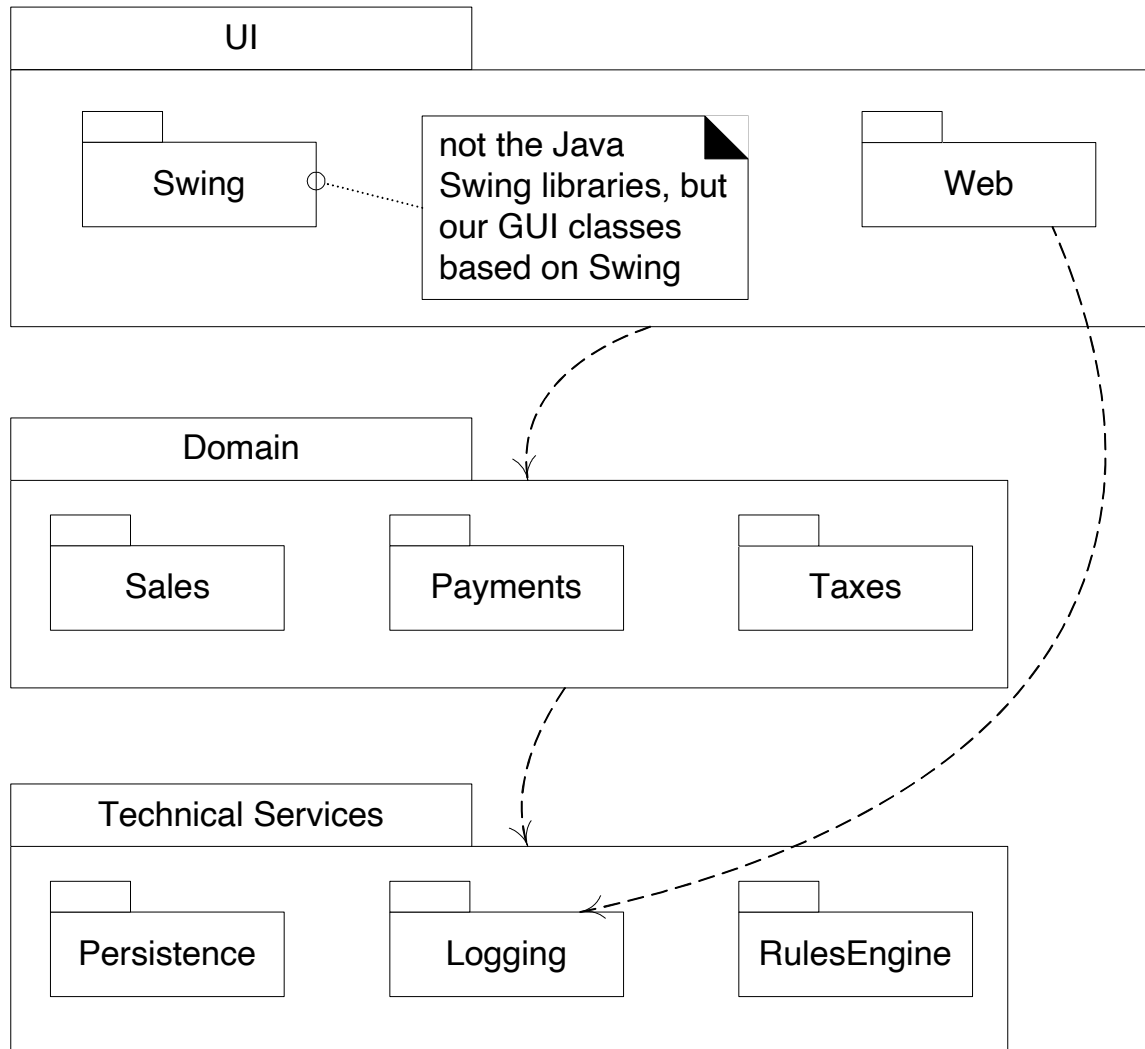 UI
Swing
not the Java
Swing libraries, but
our GUI classes
based on Swing
Web
Domain
Sales
Payments
Taxes
Technical Services
Persistence
Logging
RulesEngine